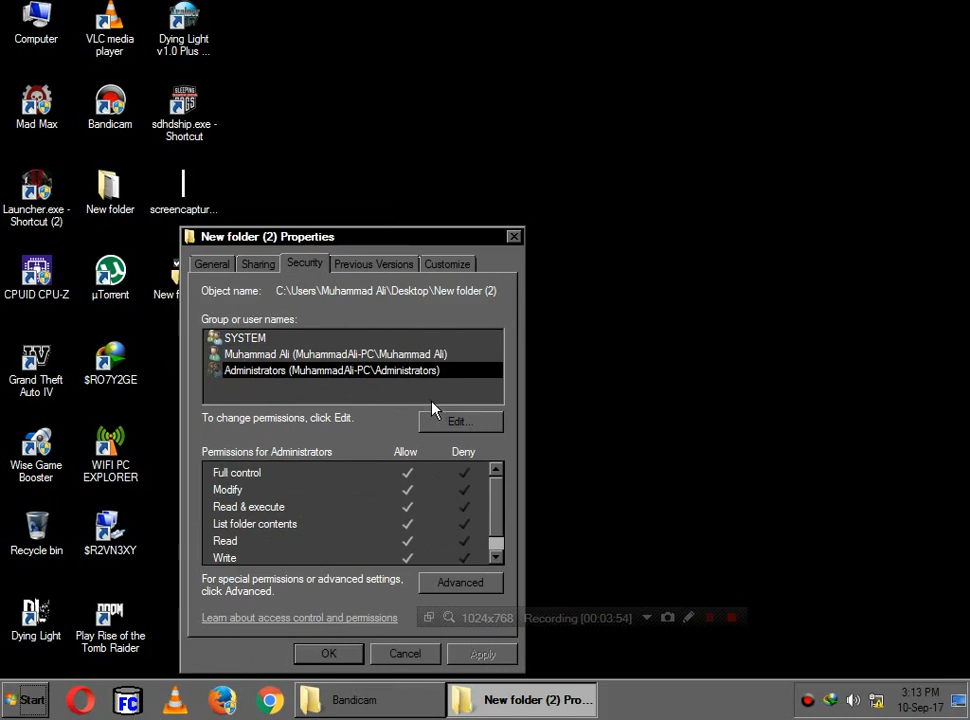 Computer
VLC media
player
Dying Light
v1.0 Plus ...
Mad Max
Bandicam
sdhdship.exe -
Shortcut
Launcher.exe -
Shortcut (2)
New folder
screencaptur...
CPUID CPU-Z
µTorrent
New f
Grand Theft
Auto IV
$RO7Y2GE
Wise Game
Booster
WIFI PC
EXPLORER
Recycle bin
$R2VN3XY
Dying Light
Play Rise of the
Tomb Raider
New folder (2) Properties
General Sharing Security Previous Versions Customize
Object name: C:\Users\Muhammad Ali\Desktop\New folder (2)
Group or user names:
SYSTEM
Muhammad Ali (MuhammadAli-PC\Muhammad Ali)
Administrators (MuhammadAli-PC\Administrators)
To change permissions, click Edit.
Edit...
Permissions for Administrators Allow Deny
Full control
Modify
Read & execute
List folder contents
Read
Write
For special permissions or advanced settings,
click Advanced.
Advanced
Learn about access control and permissions
1024x768 Recording [00:03:54]
OK Cancel Apply
Start
FC
Bandicam
New folder (2) Pro...
3:13 PM
10-Sep-17